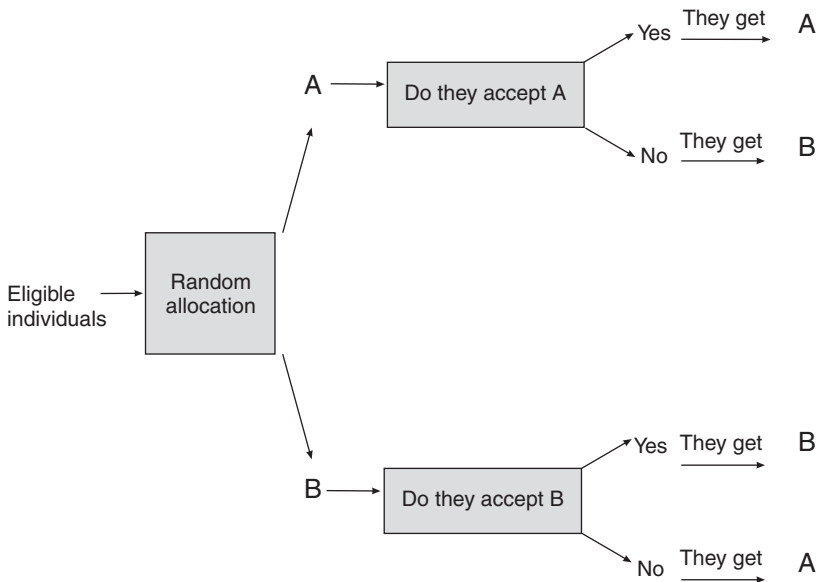 Yes They get A
A
Do they accept A
No They get B
Random
allocation
Eligible
individuals
Yes They get B
B
Do they accept B
No They get A